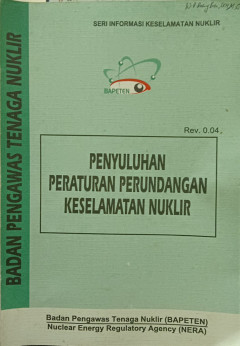 SERI INFORMASI KESELAMATAN NUKLIR
BAPETEN
Rev. 0.04
PENYULUHAN
PERATURAN PERUNDANGAN
KESELAMATAN NUKLIR
BADAN PENGAWAS TENAGA NUKLIR
Badan Pengawas Tenaga Nuklir (BAPETEN)
Nuclear Energy Regulatory Agency (NERA)